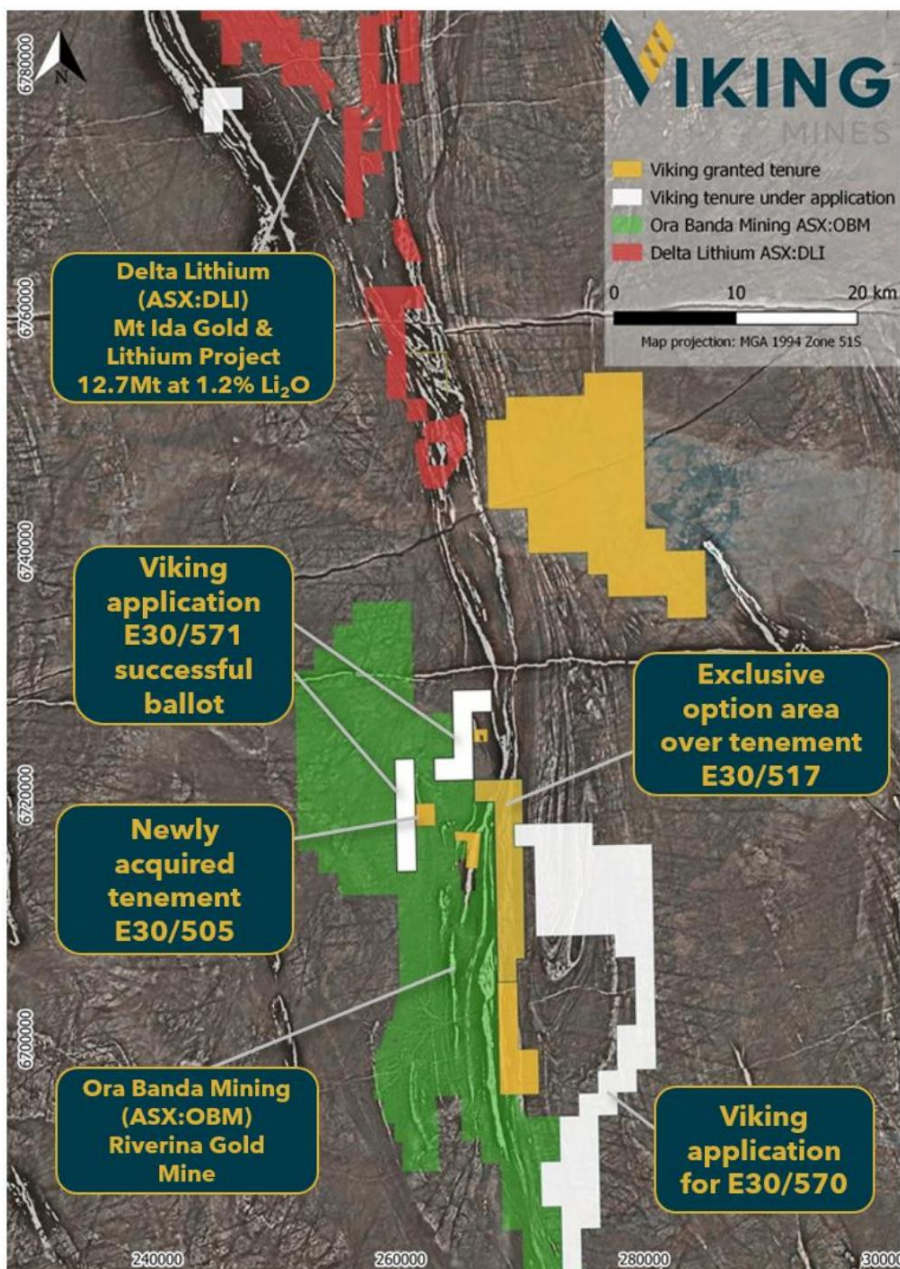 6780000
N
VIKING
MINES
Viking granted tenure
Viking tenure under application
Ora Banda Mining ASX:OBM
Delta Lithium ASX:DLI
0 10 20 km
Map projection: MGA 1994 Zone 51S
Delta Lithium
(ASX:DLI)
Mt Ida Gold &
Lithium Project
12.7Mt at 1.2% Li₂O
6760000
6740000
Viking
application
E30/571
successful
ballot
Exclusive
option area
over tenement
E30/517
6720000
Newly
acquired
tenement
E30/505
6700000
Ora Banda Mining
(ASX:OBM)
Riverina Gold
Mine
Viking
application
for E30/570
240000 260000 280000 30000